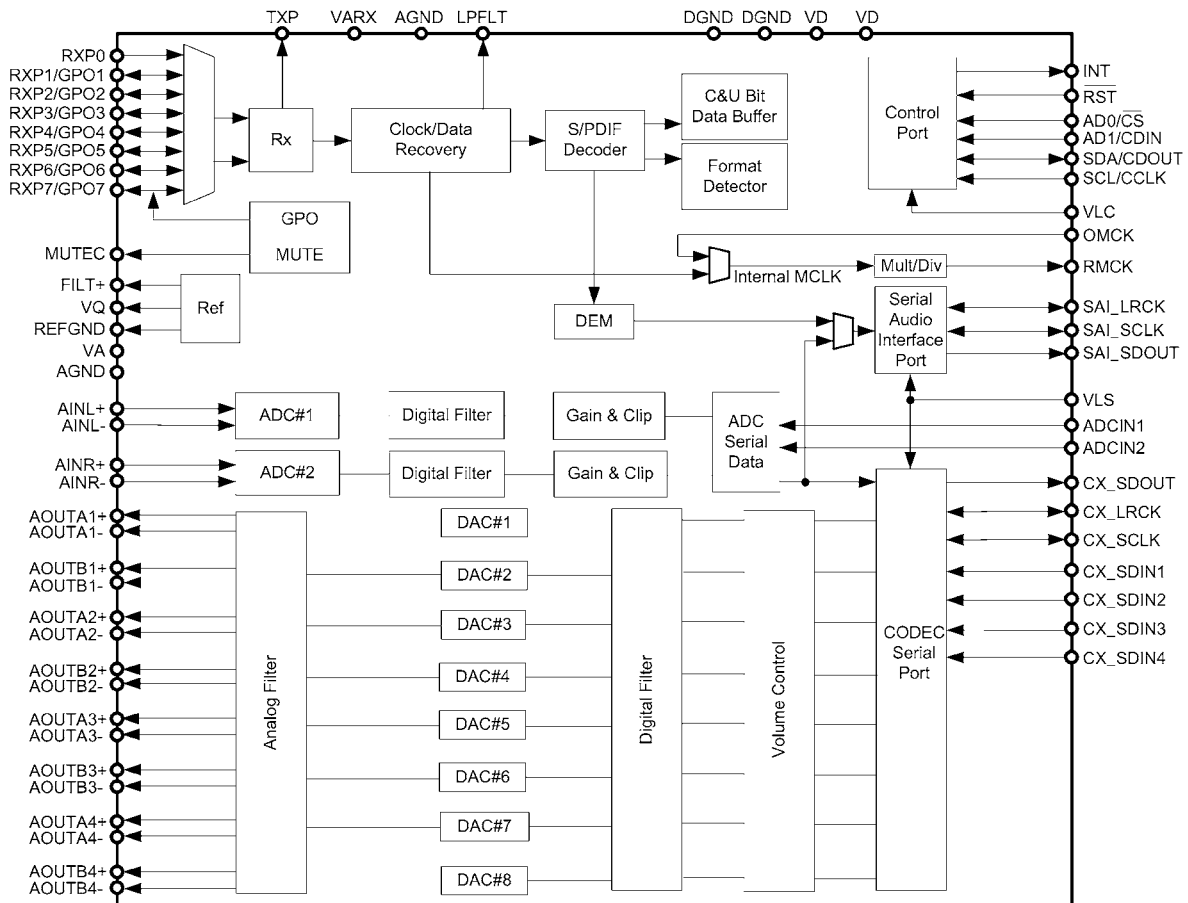 TXP VARX AGND LPFLT DGND DGND VD VD
RXP0
RXP1/GPO1
RXP2/GPO2
RXP3/GPO3
RXP4/GPO4
RXP5/GPO5
RXP6/GPO6
RXP7/GPO7
MUTEC
FILT+
VQ
REFGND
VA
AGND
AINL+
AINL-
AINR+
AINR-
AOUTA1+
AOUTA1-
AOUTB1+
AOUTB1-
AOUTA2+
AOUTA2-
AOUTB2+
AOUTB2-
AOUTA3+
AOUTA3-
AOUTB3+
AOUTB3-
AOUTA4+
AOUTA4-
AOUTB4+
AOUTB4-
Rx
Clock/Data
Recovery
S/PDIF
Decoder
C&U Bit
Data Buffer
Format
Detector
Control
Port
GPO
MUTE
Ref
Internal MCLK
Mult/Div
DEM
Serial
Audio
Interface
Port
ADC#1
Digital Filter
Gain & Clip
ADC
Serial
Data
ADC#2
Digital Filter
Gain & Clip
Analog Filter
DAC#1
DAC#2
DAC#3
DAC#4
DAC#5
DAC#6
DAC#7
DAC#8
Digital Filter
Volume Control
CODEC
Serial
Port
INT
RST
AD0/CS
AD1/CDIN
SDA/CDOUT
SCL/CCLK
VLC
OMCK
RMCK
SAI_LRCK
SAI_SCLK
SAI_SDOUT
VLS
ADCIN1
ADCIN2
CX_SDOUT
CX_LRCK
CX_SCLK
CX_SDIN1
CX_SDIN2
CX_SDIN3
CX_SDIN4